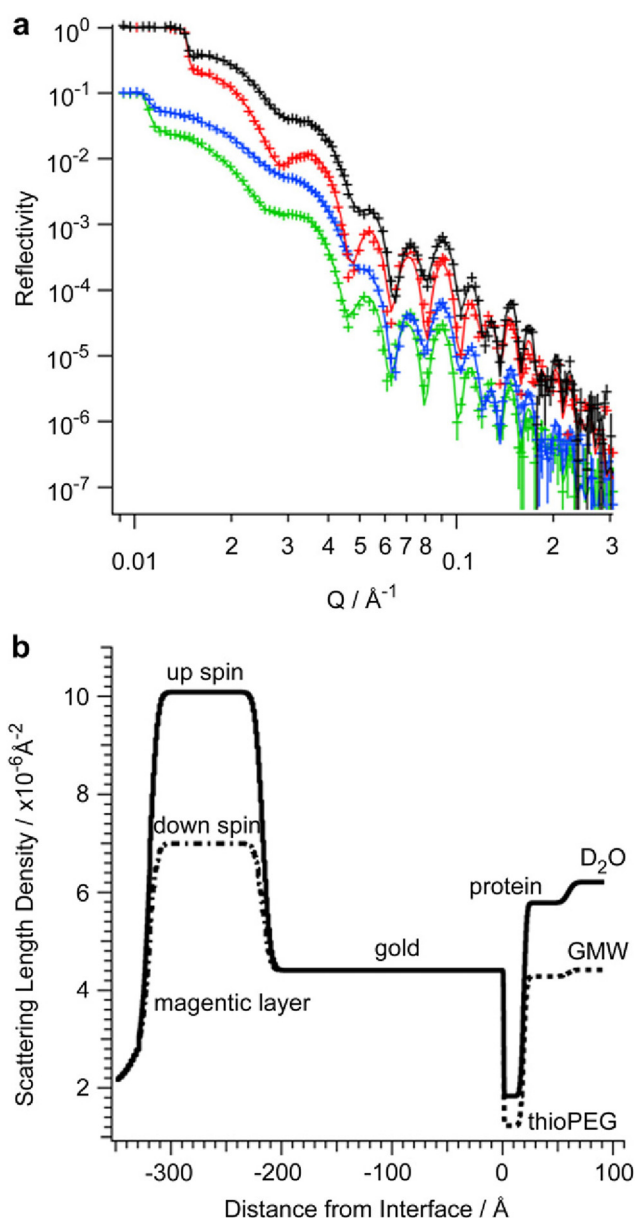 a
10⁰
10⁻¹
10⁻²
10⁻³
10⁻⁴
10⁻⁵
10⁻⁶
10⁻⁷
Reflectivity
0.01 2 3 4 5 6 7 8 0.1 2 3
Q / Å⁻¹
b
up spin
10
8
down spin
D₂O
protein
6
gold
GMW
4
magentic layer
2
thioPEG
Scattering Length Density / x10⁻⁶Å⁻²
-300 -200 -100 0 100
Distance from Interface / Å